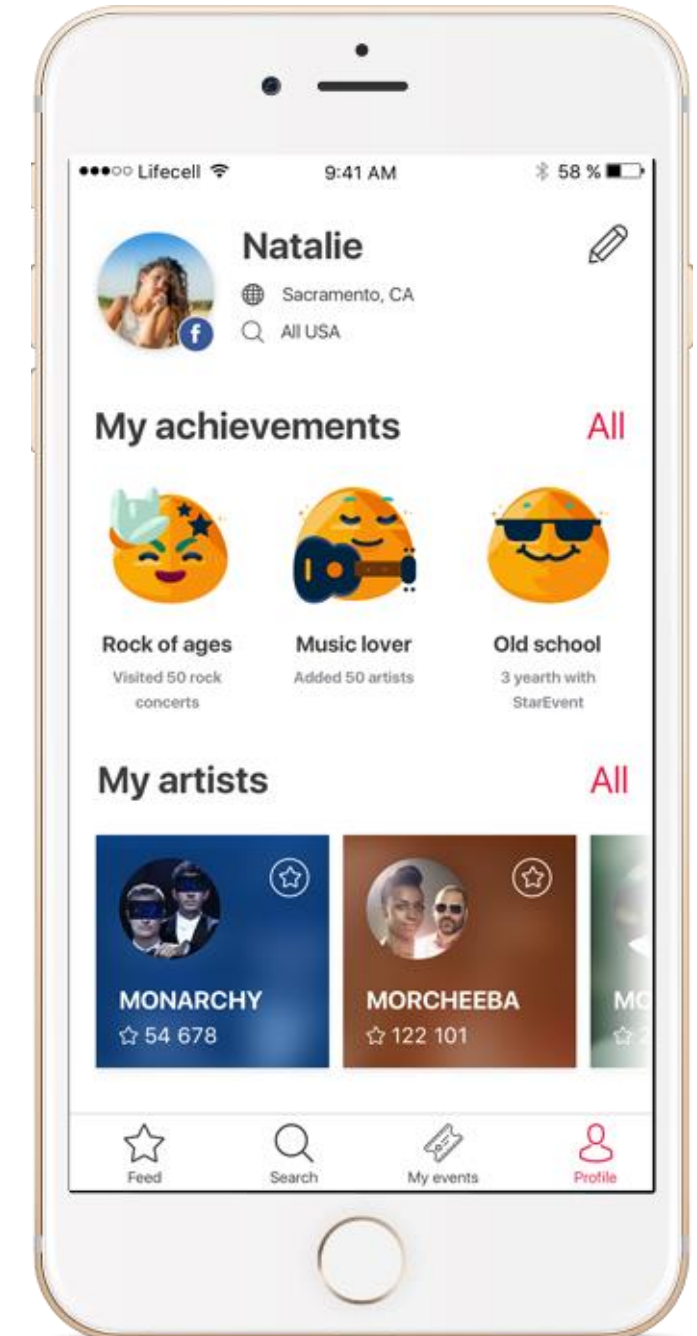 Lifecell 9:41 AM 58 %
Natalie
Sacramento, CA
All USA
My achievements All
Rock of ages Music lover Old school
Visited 50 rock Added 50 artists 3 yearth with
concerts StarEvent
My artists All
MONARCHY MORCHEEBA MO
54 678 122 101
Feed Search My events Profile